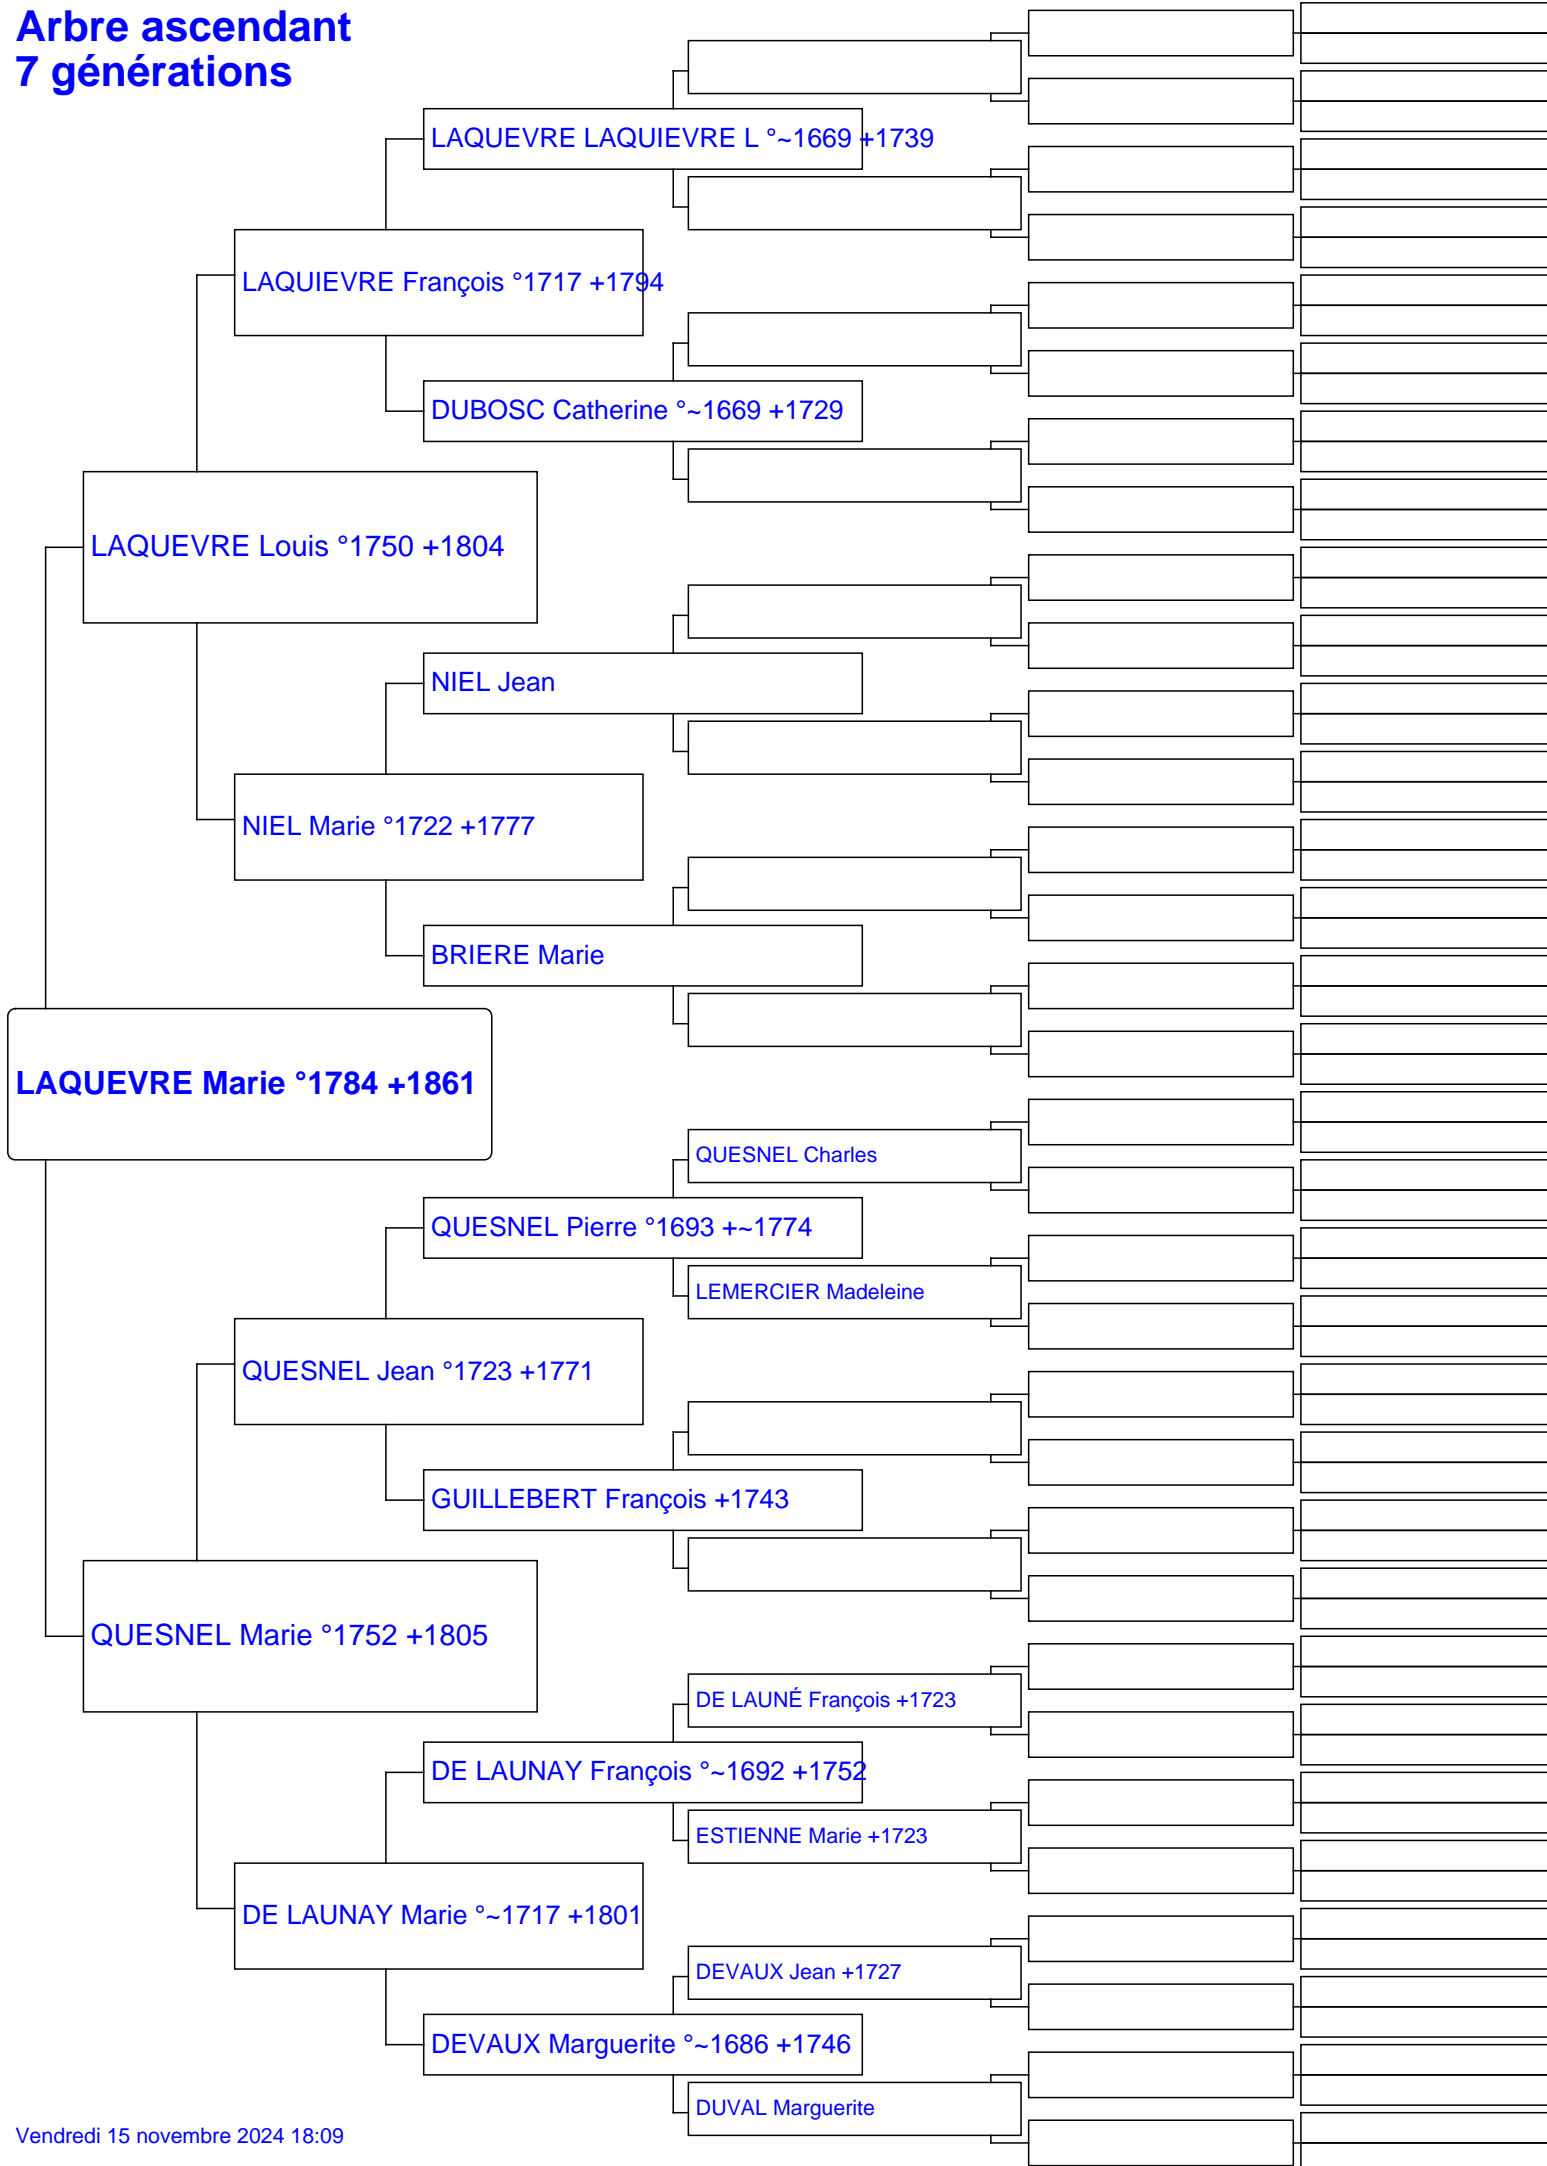 Arbre ascendant
7 générations
LAQUEVRE LAQUIEVRE L °~1669 +1739
LAQUIEVRE François °1717 +1794
DUBOSC Catherine °~1669 +1729
LAQUEVRE Louis °1750 +1804
NIEL Jean
NIEL Marie °1722 +1777
BRIERE Marie
LAQUEVRE Marie °1784 +1861
QUESNEL Charles
QUESNEL Pierre °1693 +~1774
LEMERCIER Madeleine
QUESNEL Jean °1723 +1771
GUILLEBERT François +1743
QUESNEL Marie °1752 +1805
DE LAUNÉ François +1723
DE LAUNAY François °~1692 +1752
ESTIENNE Marie +1723
DE LAUNAY Marie °~1717 +1801
DEVAUX Jean +1727
DEVAUX Marguerite °~1686 +1746
DUVAL Marguerite
Vendredi 15 novembre 2024 18:09